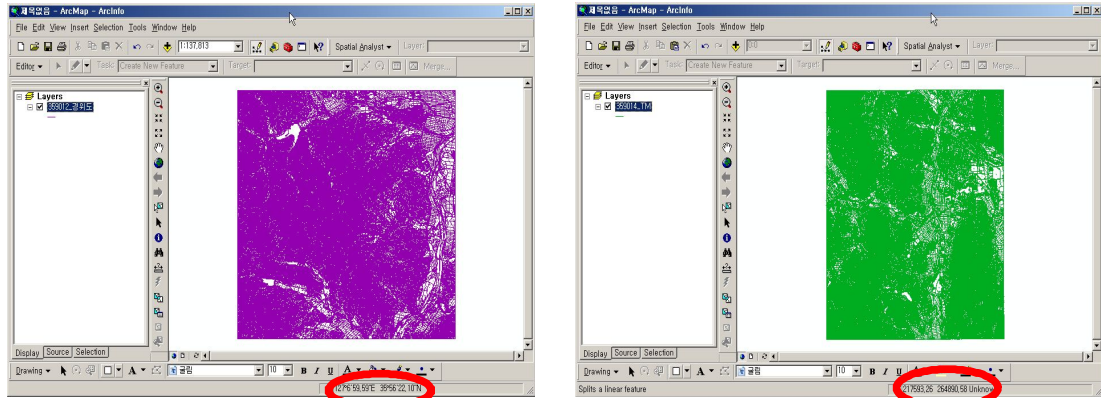 제목없음 - ArcMap - ArcInfo
File Edit View Insert Selection Tools Window Help
1:137,813 Spatial Analyst Layer:
Editor Task: Create New Feature Target: Merge...
Layers
359012_경위도
Display Source Selection
Drawing A 굴림 10 B I U A
127°6'59,59"E 35°56'22,10"N
제목없음 - ArcMap - ArcInfo
File Edit View Insert Selection Tools Window Help
Spatial Analyst Layer:
Editor Task: Create New Feature Target: Merge...
Layers
359014_TM
Display Source Selection
Drawing A 굴림 10 B I U A
Splits a linear feature
217593,26 264890,58 Unknow